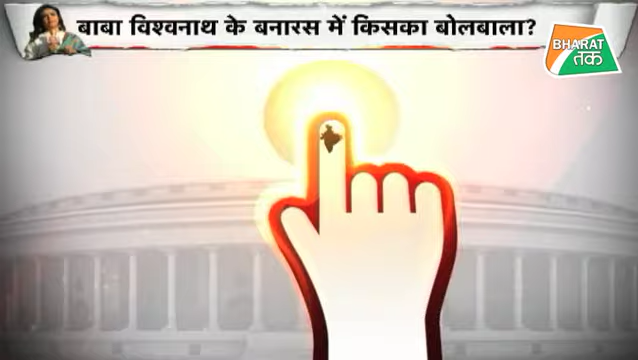 बाबा विश्वनाथ के बनारस में किसका बोलबाला?
BHARAT
तक